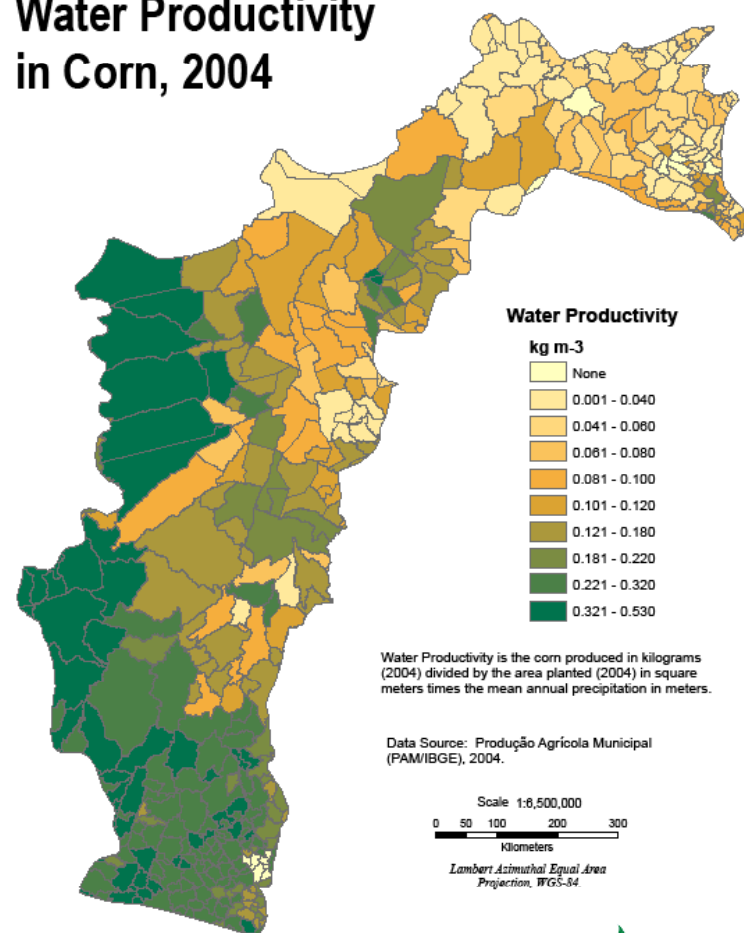 Water Productivity
in Corn, 2004
Water Productivity
kg m-3
None
0.001 - 0.040
0.041 - 0.060
0.061 - 0.080
0.081 - 0.100
0.101 - 0.120
0.121 - 0.180
0.181 - 0.220
0.221 - 0.320
0.321 - 0.530
Water Productivity is the corn produced in kilograms
(2004) divided by the area planted (2004) in square
meters times the mean annual precipitation in meters.
Data Source: Produção Agrícola Municipal
(PAM/IBGE), 2004.
Scale 1:6,500,000
0 50 100 200 300
Kilometers
Lambert Azimuthal Equal Area
Projection, WGS-84.